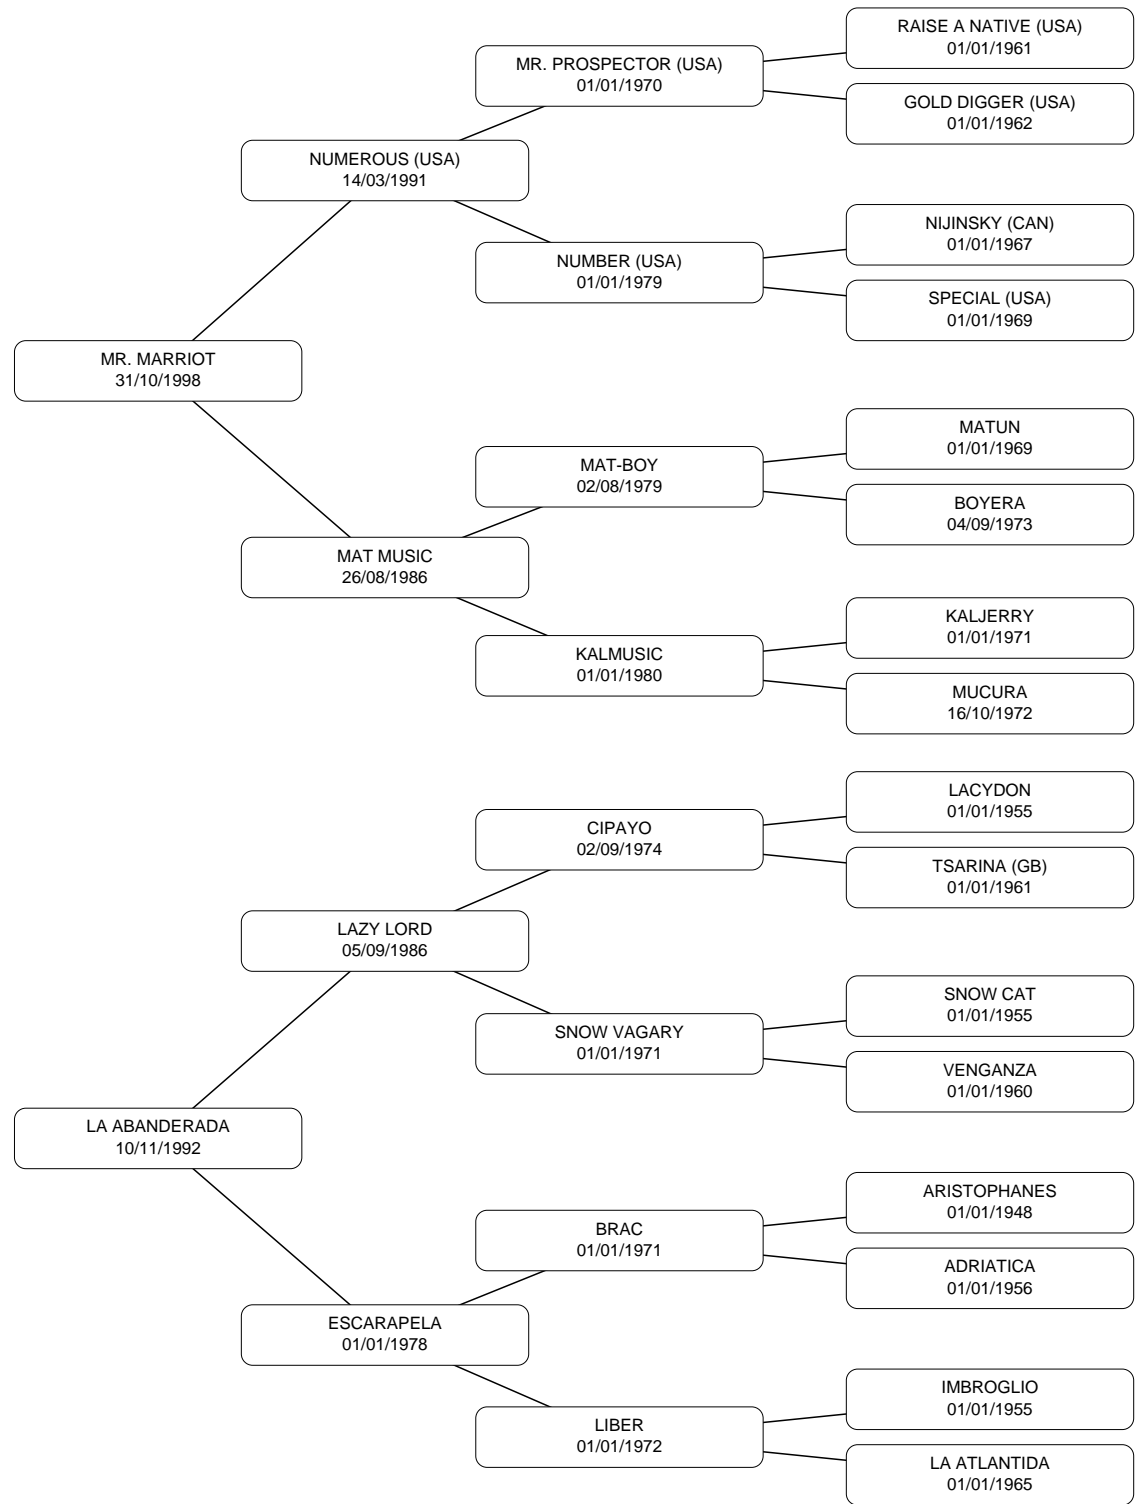 RAISE A NATIVE (USA)
01/01/1961
MR. PROSPECTOR (USA)
01/01/1970
GOLD DIGGER (USA)
01/01/1962
NUMEROUS (USA)
14/03/1991
NIJINSKY (CAN)
01/01/1967
NUMBER (USA)
01/01/1979
SPECIAL (USA)
01/01/1969
MR. MARRIOT
31/10/1998
MATUN
01/01/1969
MAT-BOY
02/08/1979
BOYERA
04/09/1973
MAT MUSIC
26/08/1986
KALJERRY
01/01/1971
KALMUSIC
01/01/1980
MUCURA
16/10/1972
LACYDON
01/01/1955
CIPAYO
02/09/1974
TSARINA (GB)
01/01/1961
LAZY LORD
05/09/1986
SNOW CAT
01/01/1955
SNOW VAGARY
01/01/1971
VENGANZA
01/01/1960
LA ABANDERADA
10/11/1992
ARISTOPHANES
01/01/1948
BRAC
01/01/1971
ADRIATICA
01/01/1956
ESCARAPELA
01/01/1978
IMBROGLIO
01/01/1955
LIBER
01/01/1972
LA ATLANTIDA
01/01/1965